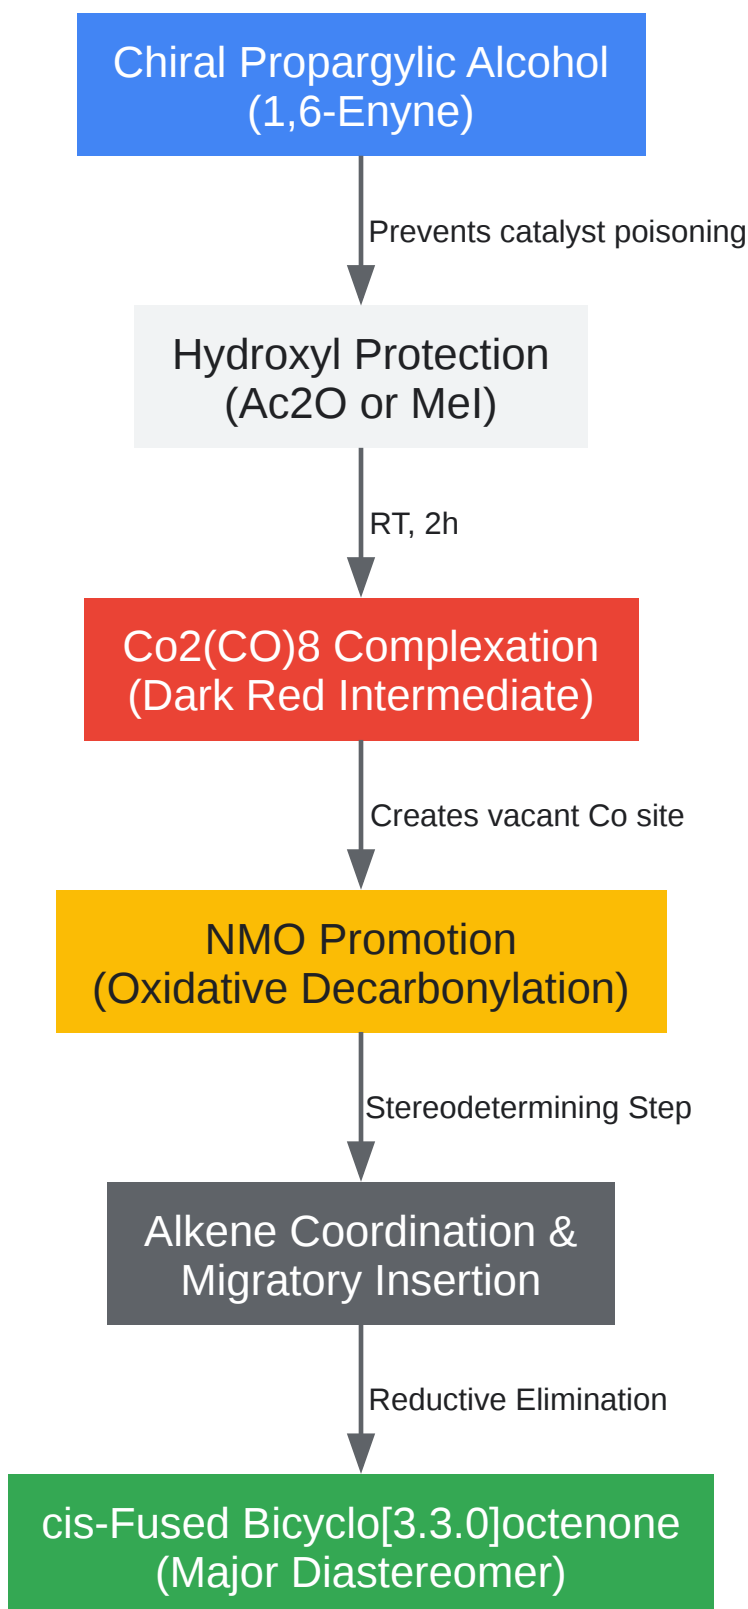 Chiral Propargylic Alcohol
(1,6-Enyne)
Prevents catalyst poisoning
Hydroxyl Protection
(Ac2O or MeI)
RT, 2h
Co2(CO)8 Complexation
(Dark Red Intermediate)
Creates vacant Co site
NMO Promotion
(Oxidative Decarbonylation)
Stereodetermining Step
Alkene Coordination &
Migratory Insertion
Reductive Elimination
cis-Fused Bicyclo[3.3.0]octenone
(Major Diastereomer)